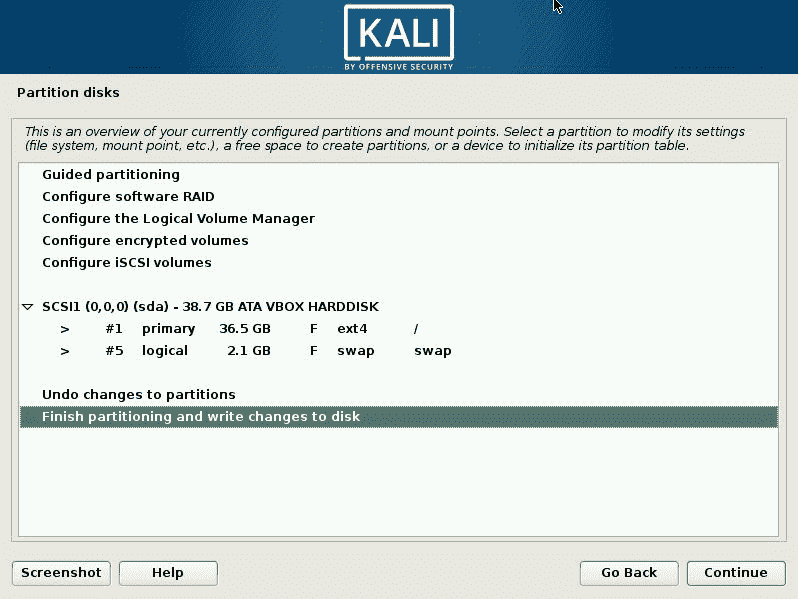 KALI
BY OFFENSIVE SECURITY
Partition disks
This is an overview of your currently configured partitions and mount points. Select a partition to modify its settings
(file system, mount point, etc.), a free space to create partitions, or a device to initialize its partition table.
Guided partitioning
Configure software RAID
Configure the Logical Volume Manager
Configure encrypted volumes
Configure iSCSI volumes
SCSI1 (0,0,0) (sda) - 38.7 GB ATA VBOX HARDDISK
> #1 primary 36.5 GB F ext4 /
> #5 logical 2.1 GB F swap swap
Undo changes to partitions
Finish partitioning and write changes to disk
Screenshot Help Go Back Continue